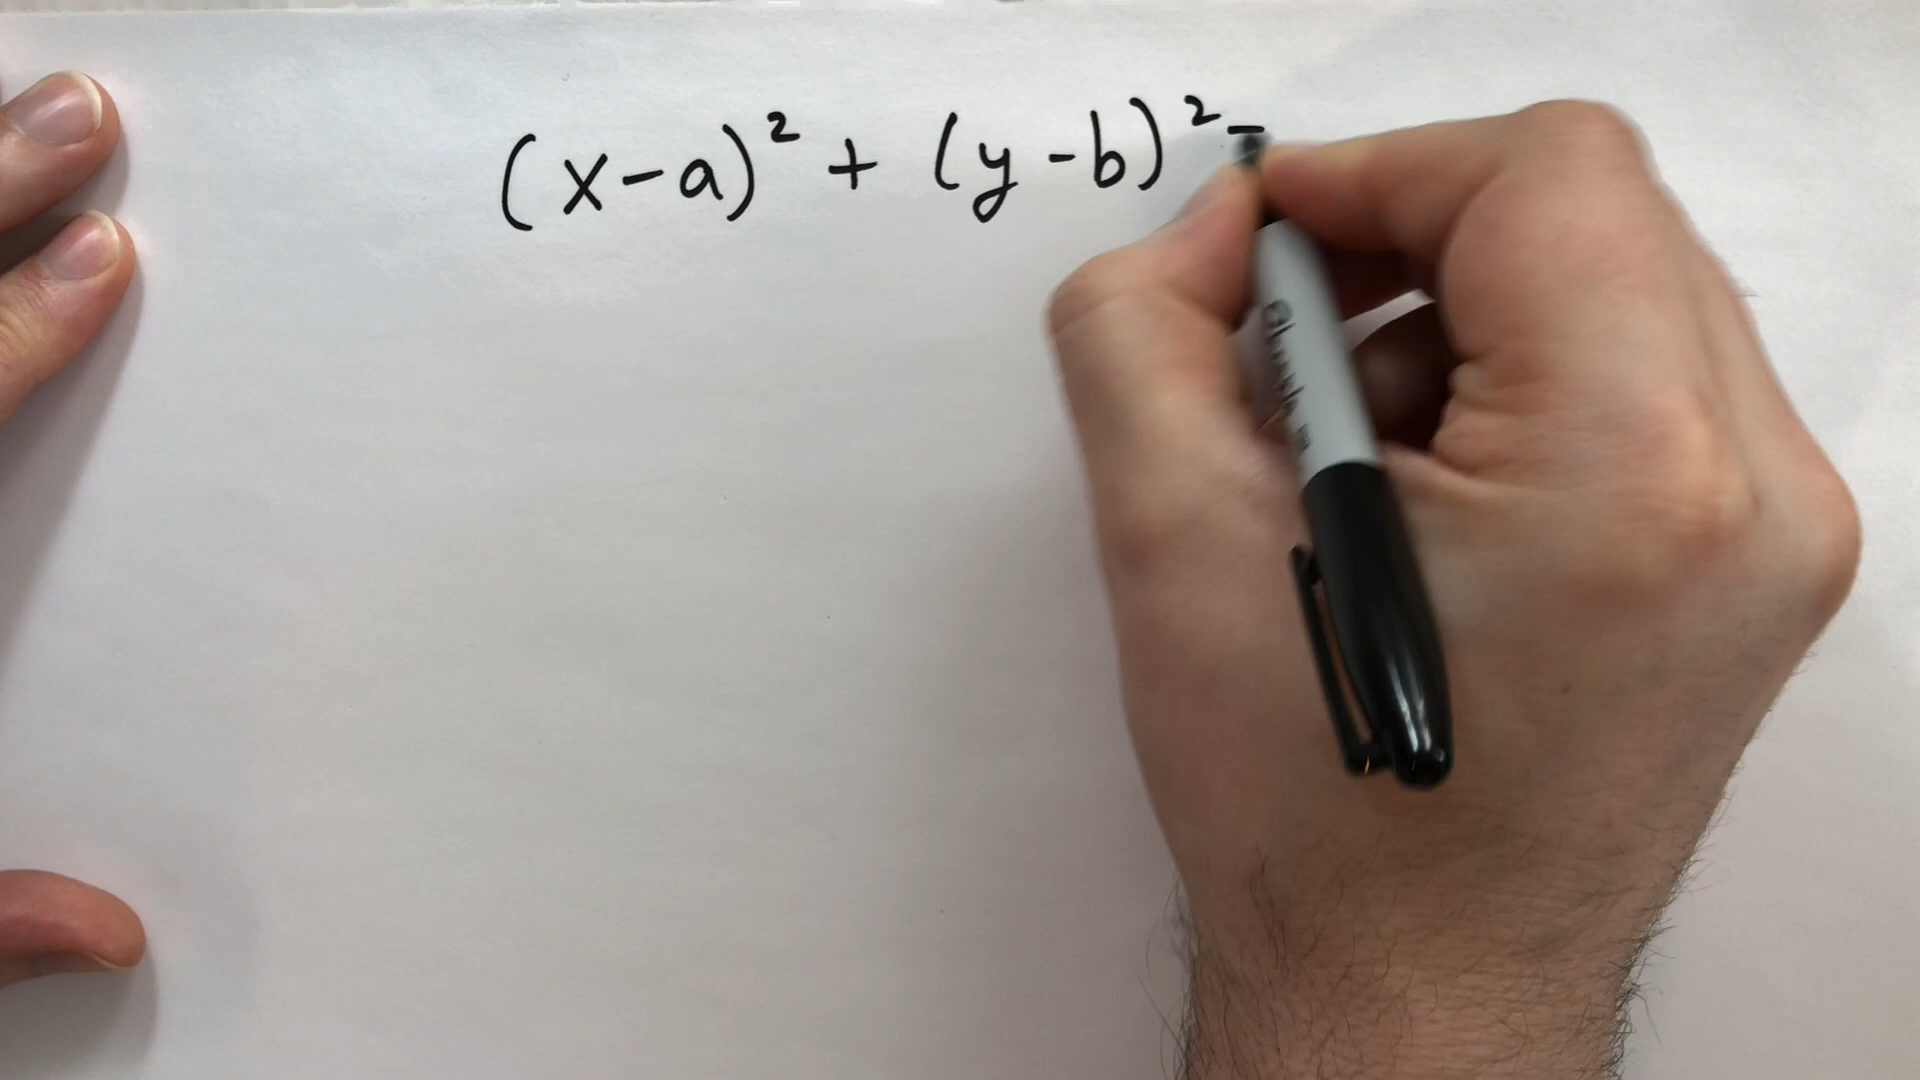 (x-a)² + (y-b)² =